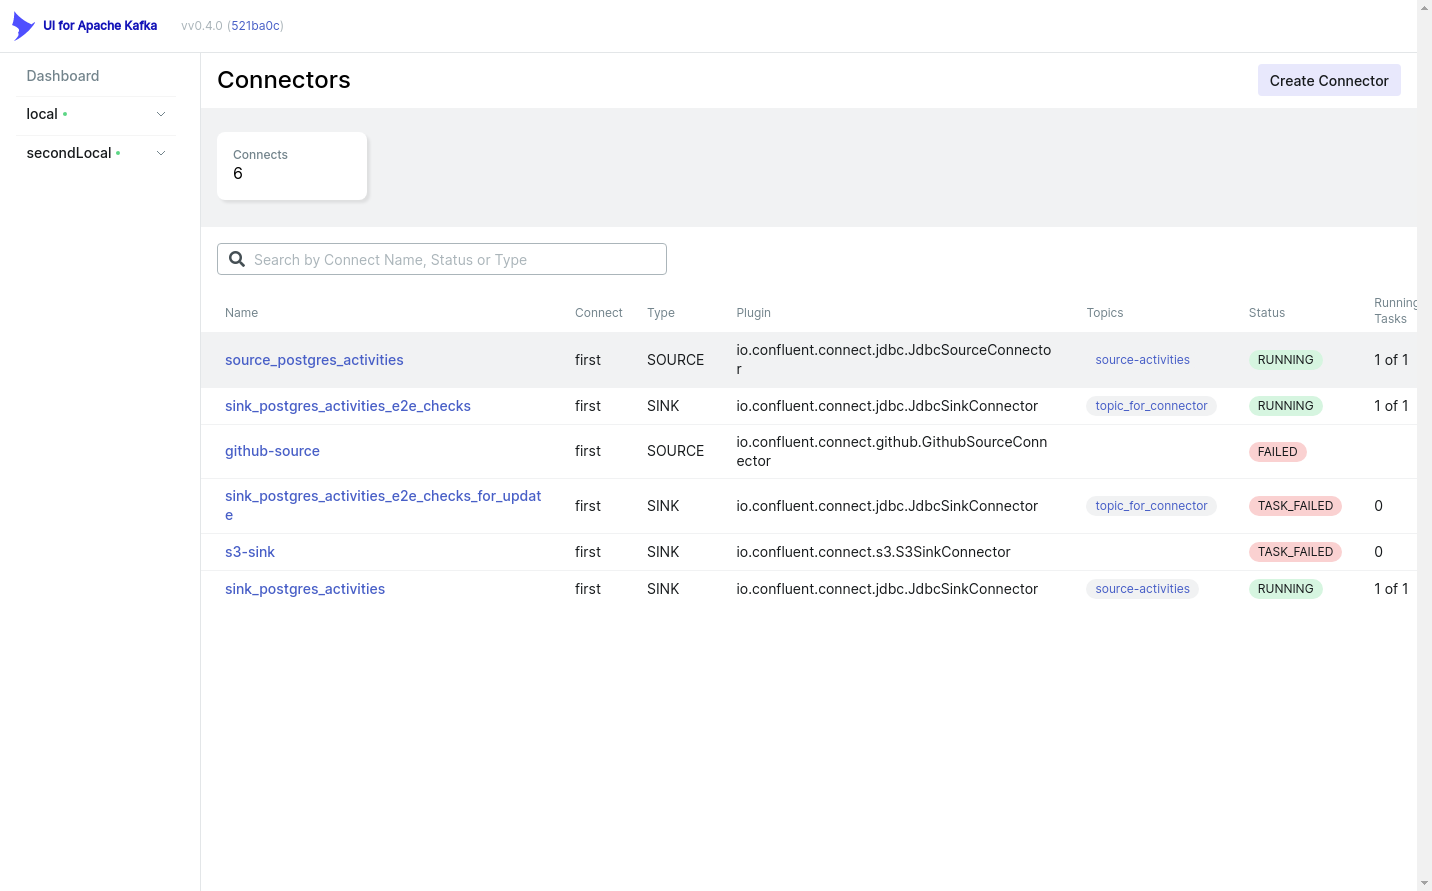 UI for Apache Kafka vv0.4.0 (521ba0c)
Dashboard
local
secondLocal
Connectors
Create Connector
Connects
6
Search by Connect Name, Status or Type
Name Connect Type Plugin Topics Status Running
Tasks
source_postgres_activities first SOURCE io.confluent.connect.jdbc.JdbcSourceConnecto
r source-activities RUNNING 1 of 1
sink_postgres_activities_e2e_checks first SINK io.confluent.connect.jdbc.JdbcSinkConnector topic_for_connector RUNNING 1 of 1
github-source first SOURCE io.confluent.connect.github.GithubSourceConn
ector FAILED
sink_postgres_activities_e2e_checks_for_updat
e first SINK io.confluent.connect.jdbc.JdbcSinkConnector topic_for_connector TASK_FAILED 0
s3-sink first SINK io.confluent.connect.s3.S3SinkConnector TASK_FAILED 0
sink_postgres_activities first SINK io.confluent.connect.jdbc.JdbcSinkConnector source-activities RUNNING 1 of 1